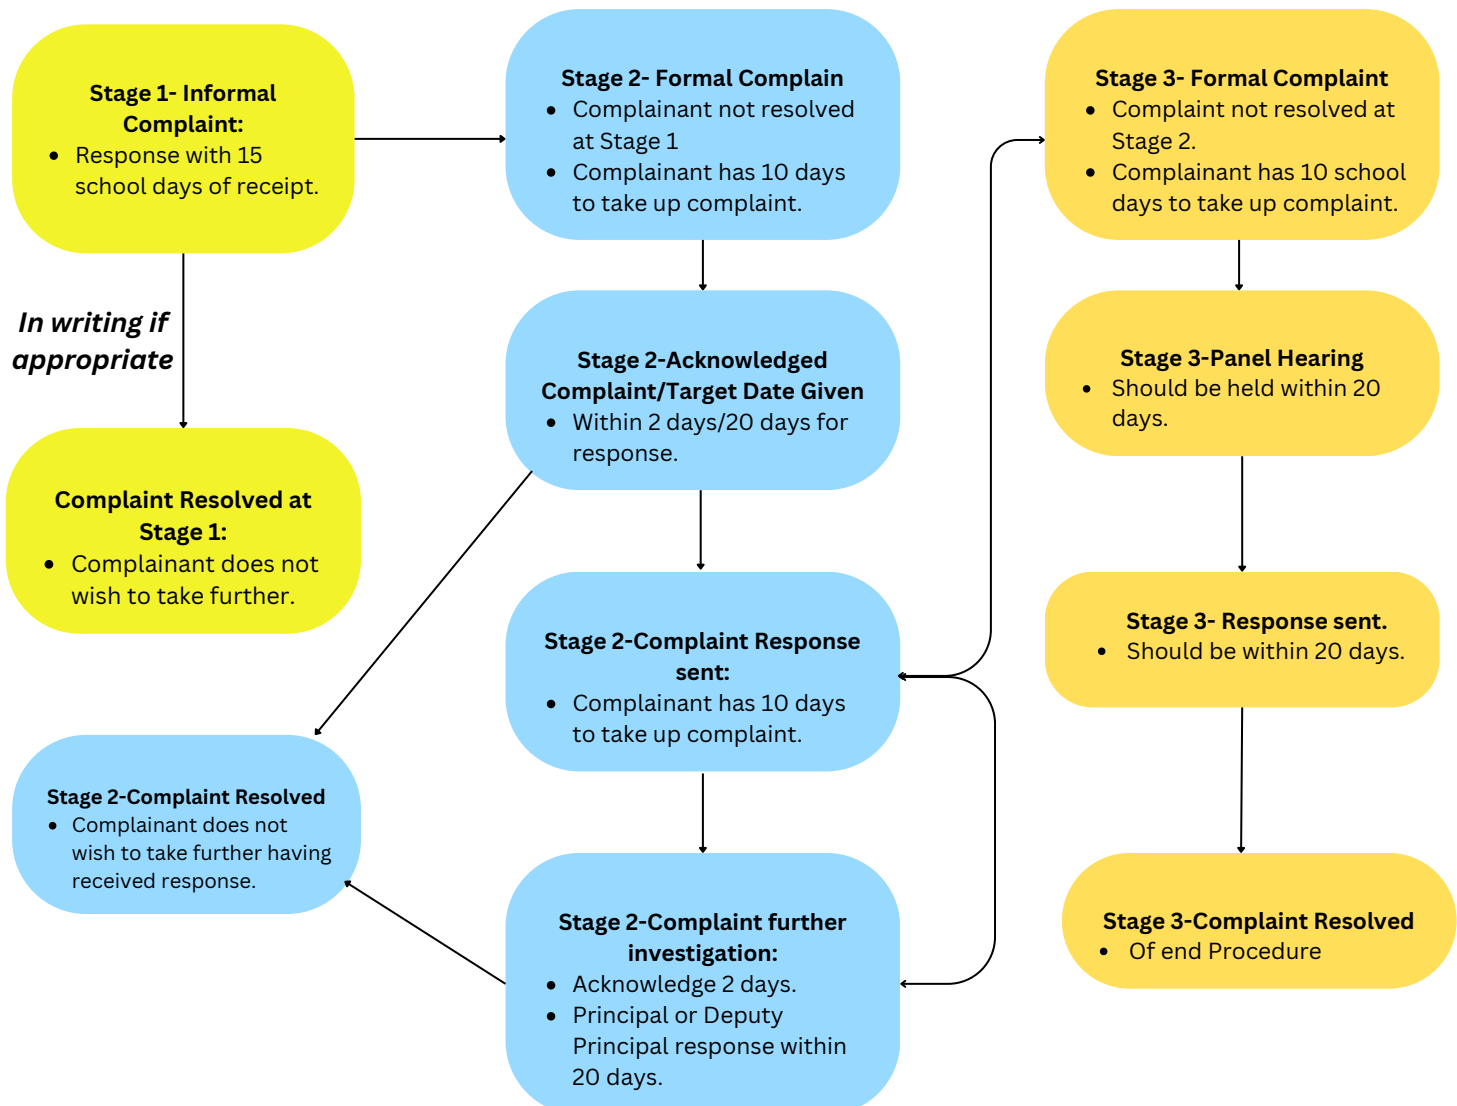 Stage 1- Informal
Complaint:
• Response with 15
school days of receipt.
In writing if
appropriate
Complaint Resolved at
Stage 1:
• Complainant does not
wish to take further.
Stage 2- Formal Complain
• Complainant not resolved
at Stage 1
• Complainant has 10 days
to take up complaint.
Stage 2-Acknowledged
Complaint/Target Date Given
• Within 2 days/20 days for
response.
Stage 2-Complaint Response
sent:
• Complainant has 10 days
to take up complaint.
Stage 2-Complaint further
investigation:
• Acknowledge 2 days.
• Principal or Deputy
Principal response within
20 days.
Stage 2-Complaint Resolved
• Complainant does not
wish to take further having
received response.
Stage 3- Formal Complaint
• Complaint not resolved at
Stage 2.
• Complainant has 10 school
days to take up complaint.
Stage 3-Panel Hearing
• Should be held within 20
days.
Stage 3- Response sent.
• Should be within 20 days.
Stage 3-Complaint Resolved
• Of end Procedure